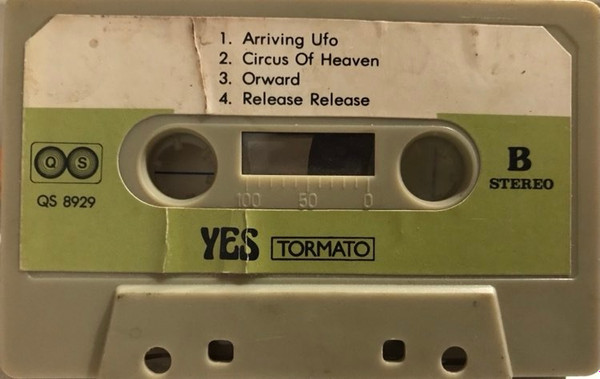 1. Arriving Ufo
2. Circus Of Heaven
3. Orward
4. Release Release
Q S
QS 8929
100 50 0
B
STEREO
YES TORMATO